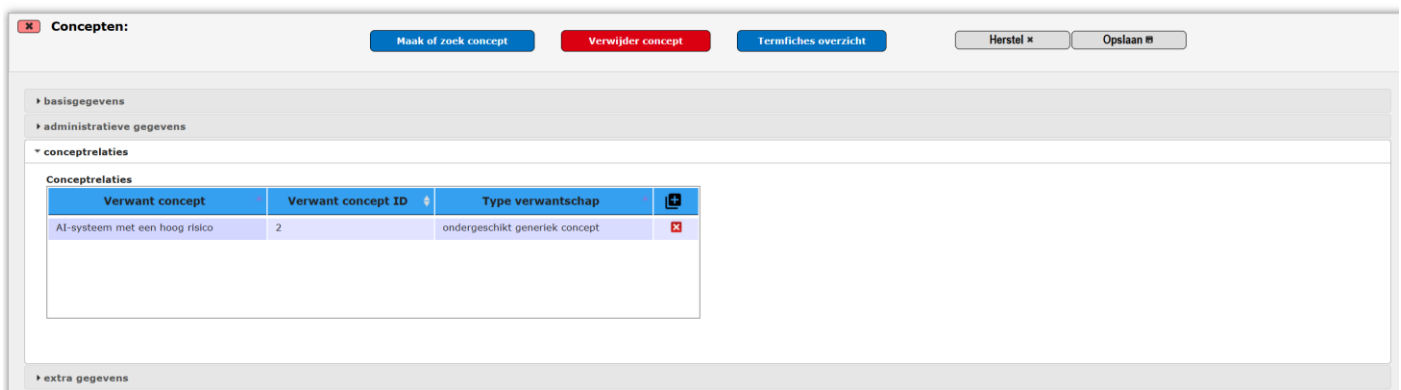 Concepten:
Maak of zoek concept
Verwijder concept
Termfiches overzicht
Herstel ×
Opslaan
basisgegevens
administratieve gegevens
conceptrelaties
Conceptrelaties
Verwant concept Verwant concept ID Type verwantschap
AI-systeem met een hoog risico 2 ondergeschikt generiek concept
extra gegevens